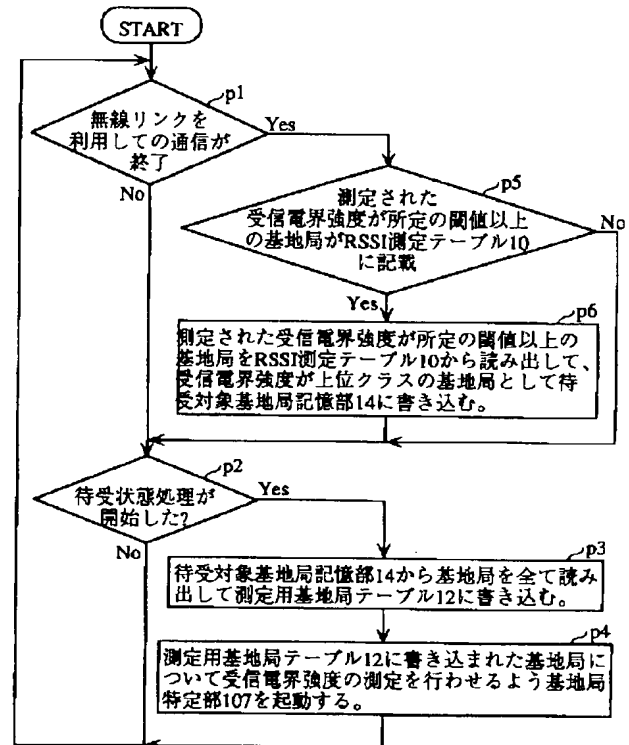 START
p1
無線リンクを
利用しての通信が
終了
Yes
No
p5
測定された
受信電界強度が所定の閾値以上
の基地局がRSSI測定テーブル10
に記載
No
Yes
p6
測定された受信電界強度が所定の閾値以上の
基地局をRSSI測定テーブル10から読み出して、
受信電界強度が上位クラスの基地局として待
受対象基地局記憶部14に書き込む。
p2
待受状態処理が
開始した?
Yes
No
p3
待受対象基地局記憶部14から基地局を全て読み
出して測定用基地局テーブル12に書き込む。
p4
測定用基地局テーブル12に書き込まれた基地局に
ついて受信電界強度の測定を行わせるよう基地局
特定部107を起動する。